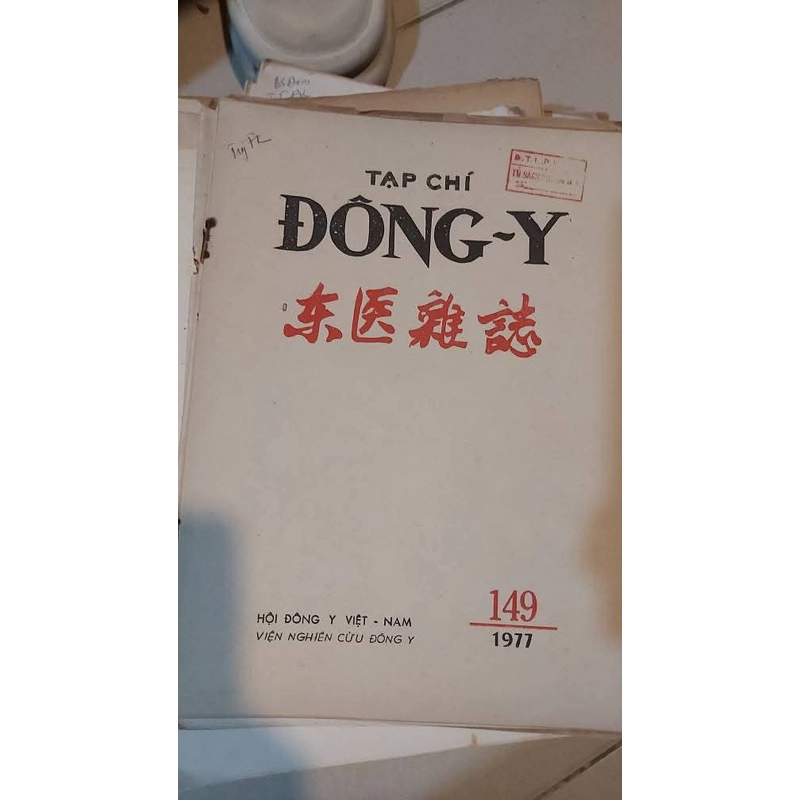 TẠP CHÍ
ĐÔNG-Y
东医雜誌
HỘI ĐÔNG Y VIỆT - NAM
VIỆN NGHIÊN CỨU ĐÔNG Y
149
1977